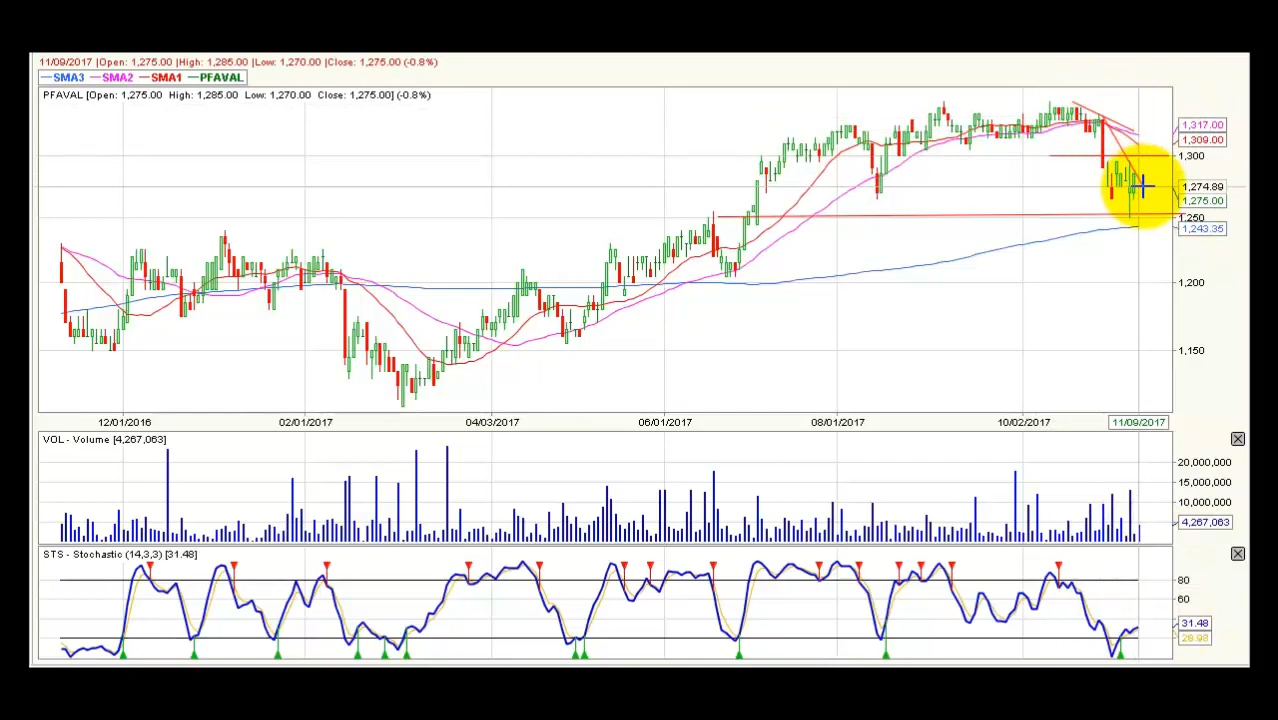 11/09/2017 |Open: 1,275.00 |High: 1,285.00 |Low: 1,270.00 |Close: 1,275.00 (-0.8%)
SMA3 SMA2 SMA1 PFAVAL
PFAVAL [Open: 1,275.00 High: 1,285.00 Low: 1,270.00 Close: 1,275.00] (-0.8%)
1,317.00
1,309.00
1,300
1,274.89
1,275.00
1,250
1,243.35
1,200
1,150
12/01/2016 02/01/2017 04/03/2017 06/01/2017 08/01/2017 10/02/2017 11/09/2017
VOL - Volume [4,267,063]
20,000,000
15,000,000
10,000,000
4,267,063
STS - Stochastic (14,3,3) [31.48]
80
60
31.48